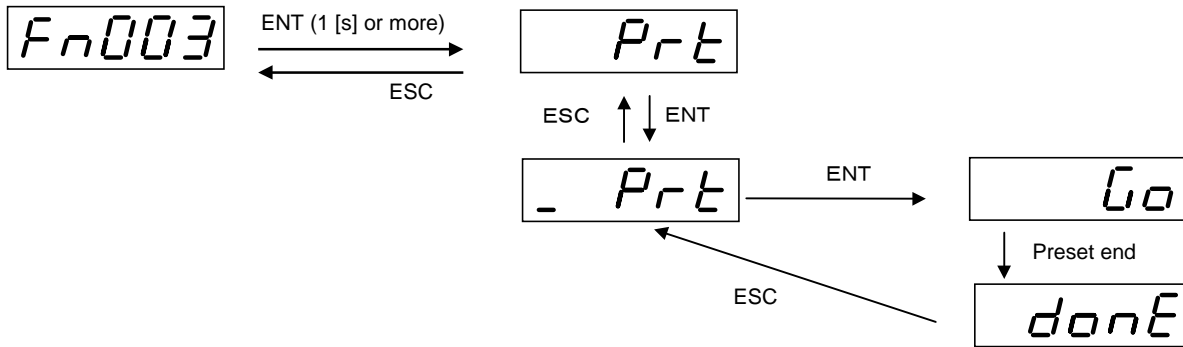 Fn003
ENT (1 [s] or more)
ESC
Prt
ESC
ENT
_ Prt
ENT
Go
Preset end
ESC
donE